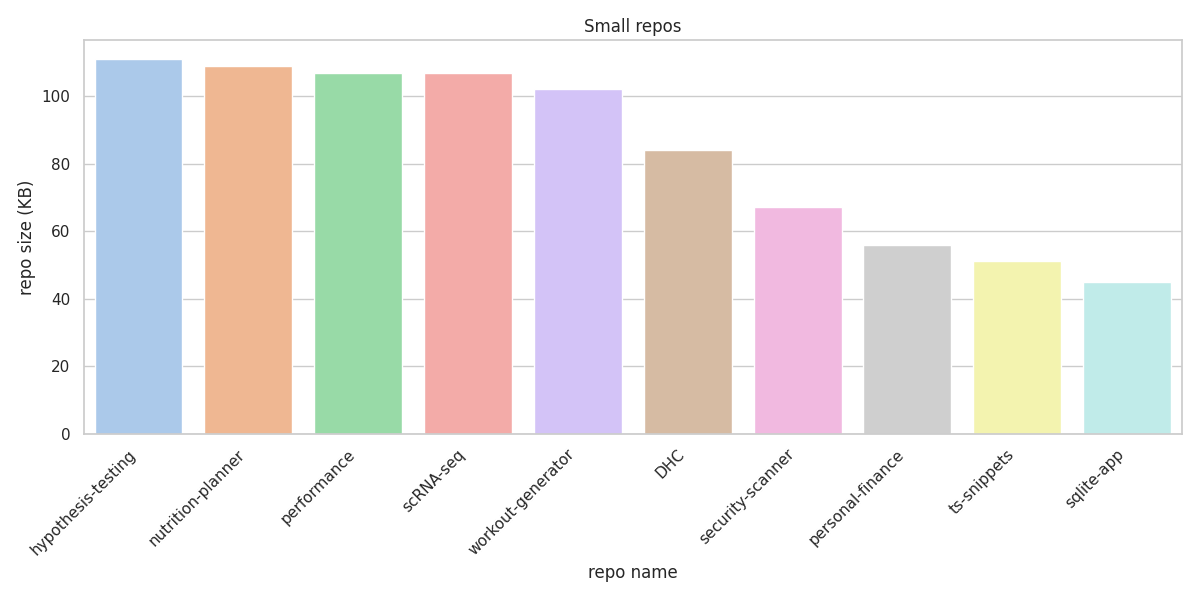 Small repos
repo size (KB)
100
80
60
40
20
0
hypothesis-testing
nutrition-planner
performance
scRNA-seq
workout-generator
DHC
security-scanner
personal-finance
ts-snippets
sqlite-app
repo name